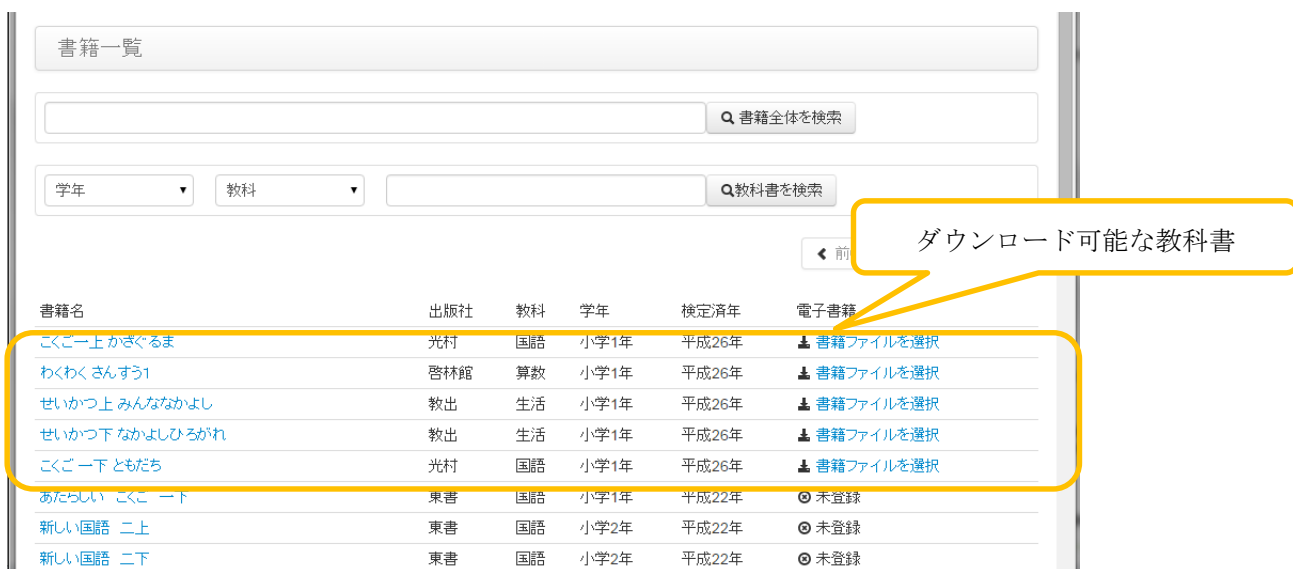 書籍一覧
書籍全体を検索
学年 教科 教科書を検索
ダウンロード可能な教科書
前
書籍名 出版社 教科 学年 検定済年 電子書籍
こくご一上 かざぐるま 光村 国語 小学1年 平成26年 書籍ファイルを選択
わくわく さんすう1 啓林館 算数 小学1年 平成26年 書籍ファイルを選択
せいかつ上 みんななかよし 教出 生活 小学1年 平成26年 書籍ファイルを選択
せいかつ下 なかよしひろがれ 教出 生活 小学1年 平成26年 書籍ファイルを選択
こくご 一下 ともだち 光村 国語 小学1年 平成26年 書籍ファイルを選択
あたらしい こくご 一下 東書 国語 小学1年 平成22年 未登録
新しい国語 二上 東書 国語 小学2年 平成22年 未登録
新しい国語 二下 東書 国語 小学2年 平成22年 未登録